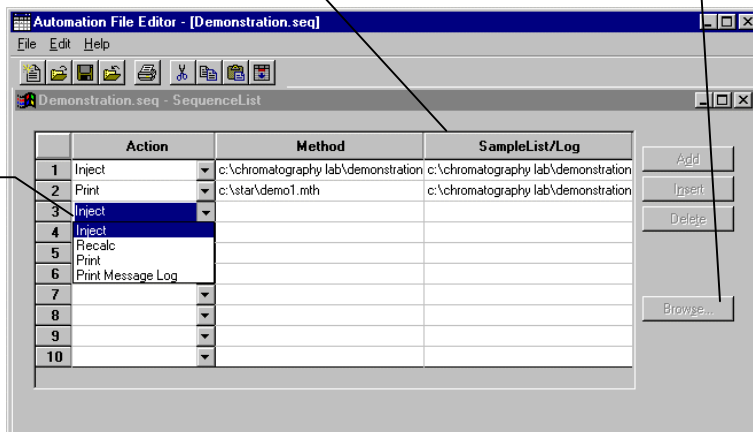 Automation File Editor - [Demonstration.seq]
File Edit Help
Demonstration.seq - SequenceList
Action Method SampleList/Log
1 Inject c:\chromatography lab\demonstration c:\chromatography lab\demonstration
2 Print c:\star\demo1.mth c:\chromatography lab\demonstration
3 Inject
4 Inject
5 Recalc
Print
6 Print Message Log
7
8
9
10
Add
Insert
Delete
Browse...